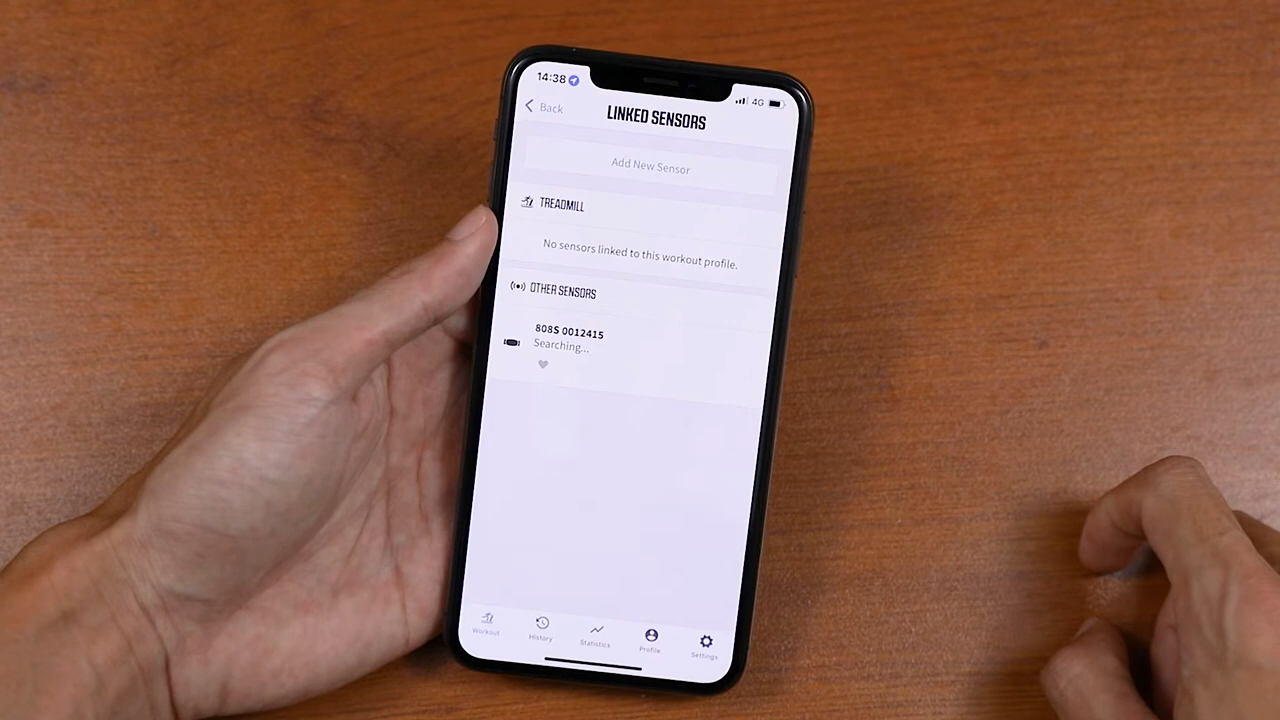 14:38
4G
Back
LINKED SENSORS
Add New Sensor
TREADMILL
No sensors linked to this workout profile.
OTHER SENSORS
808S 0012415
Searching...
Workout
History
Statistics
Profile
Settings